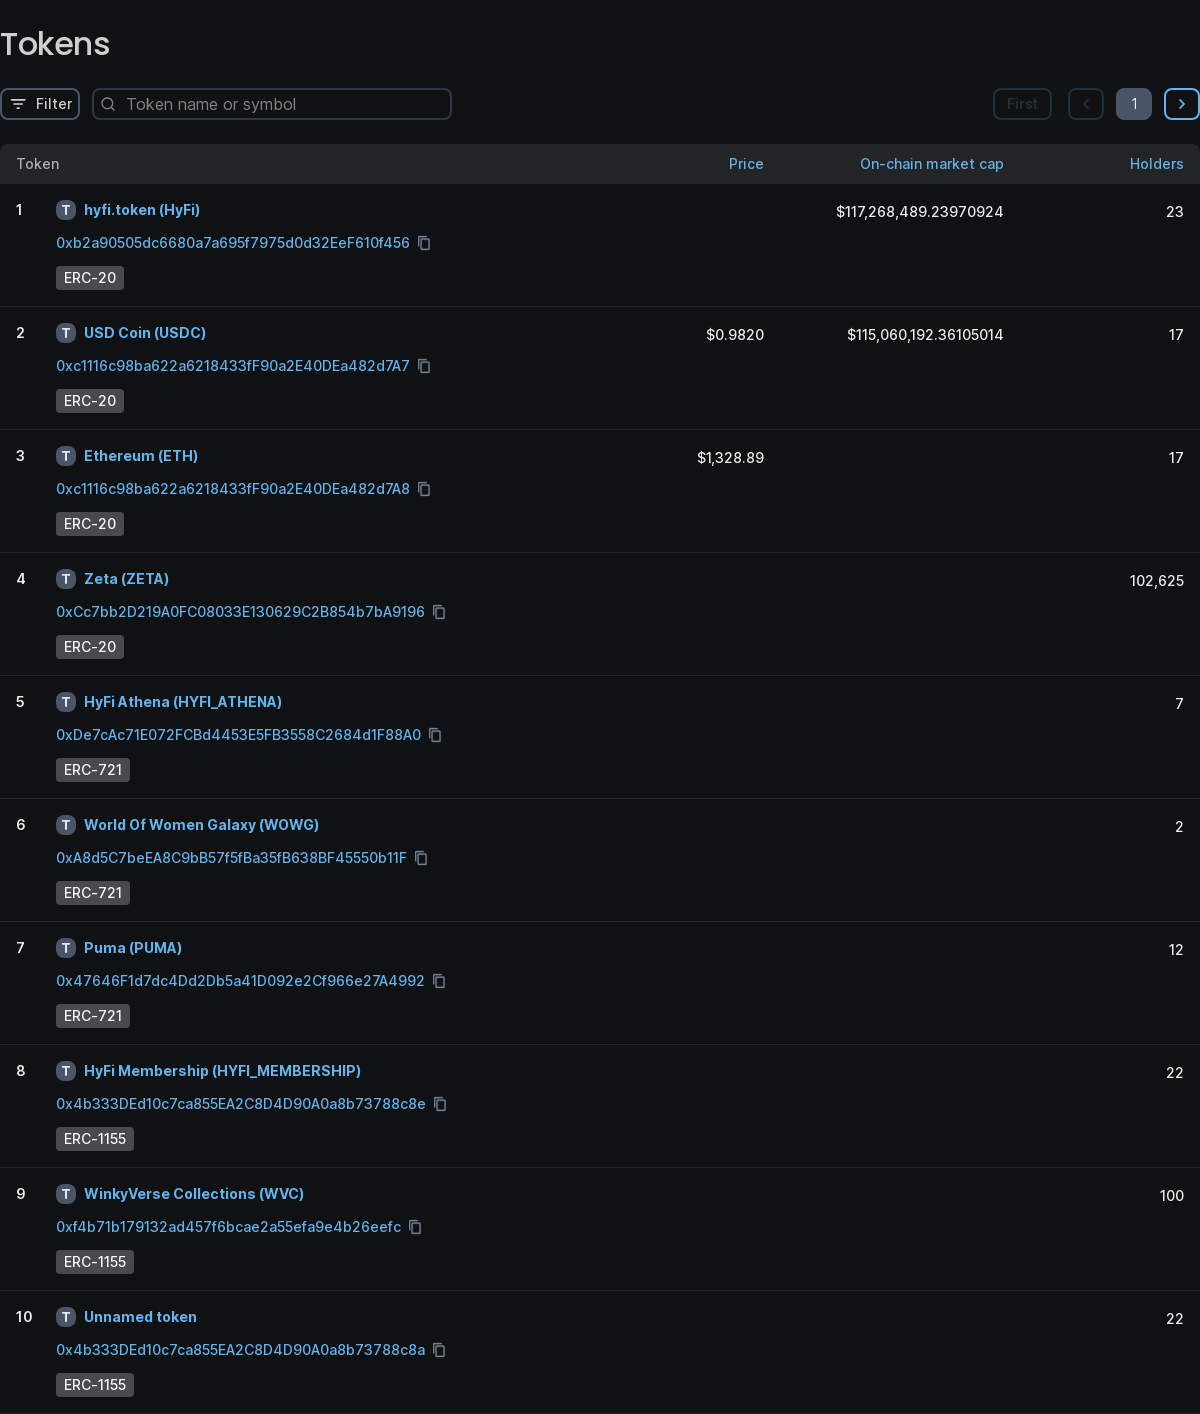 Tokens
Filter
Token name or symbol
First
1
Token Price On-chain market cap Holders
1 T hyfi.token (HyFi) $117,268,489.23970924 23
0xb2a90505dc6680a7a695f7975d0d32EeF610f456
ERC-20
2 T USD Coin (USDC) $0.9820 $115,060,192.36105014 17
0xc1116c98ba622a6218433fF90a2E40DEa482d7A7
ERC-20
3 T Ethereum (ETH) $1,328.89 17
0xc1116c98ba622a6218433fF90a2E40DEa482d7A8
ERC-20
4 T Zeta (ZETA) 102,625
0xCc7bb2D219A0FC08033E130629C2B854b7bA9196
ERC-20
5 T HyFi Athena (HYFI_ATHENA) 7
0xDe7cAc71E072FCBd4453E5FB3558C2684d1F88A0
ERC-721
6 T World Of Women Galaxy (WOWG) 2
0xA8d5C7beEA8C9bB57f5fBa35fB638BF45550b11F
ERC-721
7 T Puma (PUMA) 12
0x47646F1d7dc4Dd2Db5a41D092e2Cf966e27A4992
ERC-721
8 T HyFi Membership (HYFI_MEMBERSHIP) 22
0x4b333DEd10c7ca855EA2C8D4D90A0a8b73788c8e
ERC-1155
9 T WinkyVerse Collections (WVC) 100
0xf4b71b179132ad457f6bcae2a55efa9e4b26eefc
ERC-1155
10 T Unnamed token 22
0x4b333DEd10c7ca855EA2C8D4D90A0a8b73788c8a
ERC-1155